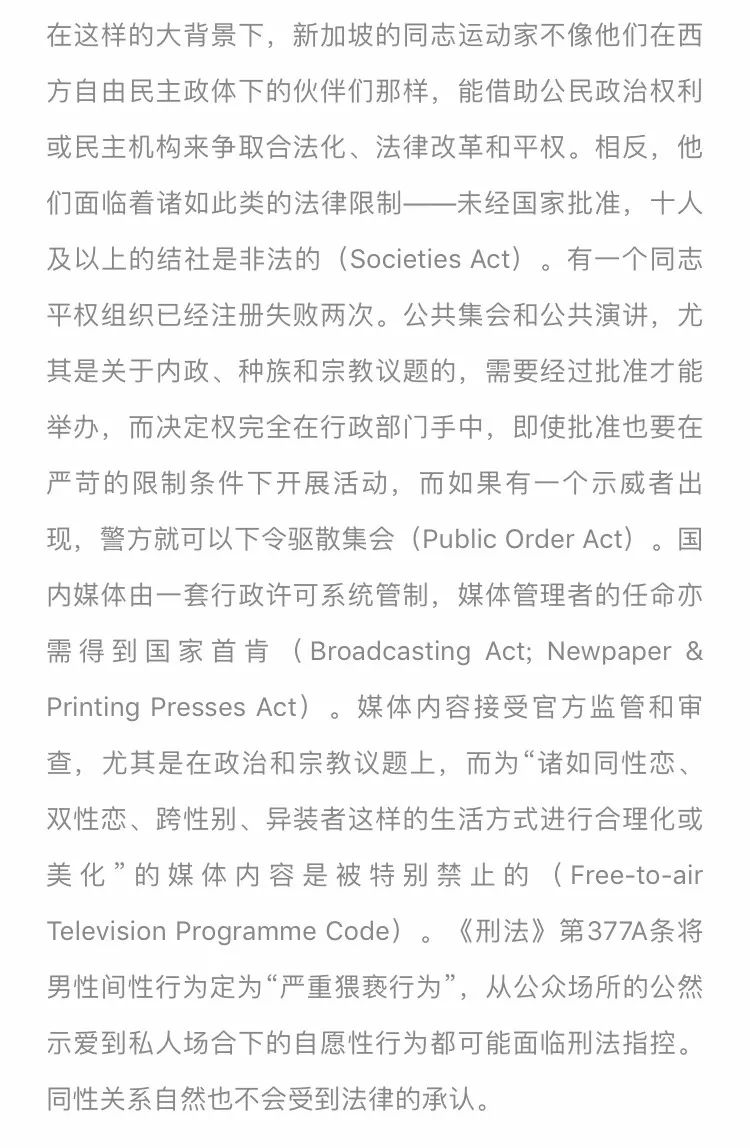 在这样的大背景下，新加坡的同志运动家不像他们在西
方自由民主政体下的伙伴们那样，能借助公民政治权利
或民主机构来争取合法化、法律改革和平权。相反，他
们面临着诸如此类的法律限制——未经国家批准，十人
及以上的结社是非法的（Societies Act）。有一个同志
平权组织已经注册失败两次。公共集会和公共演讲，尤
其是关于内政、种族和宗教议题的，需要经过批准才能
举办，而决定权完全在行政部门手中，即使批准也要在
严苛的限制条件下开展活动，而如果有一个示威者出
现，警方就可以下令驱散集会（Public Order Act）。国
内媒体由一套行政许可系统管制，媒体管理者的任命亦
需得到国家首肯（Broadcasting Act; Newpaper &
Printing Presses Act）。媒体内容接受官方监管和审
查，尤其是在政治和宗教议题上，而为“诸如同性恋、
双性恋、跨性别、异装者这样的生活方式进行合理化或
美化”的媒体内容是被特别禁止的（Free-to-air
Television Programme Code）。《刑法》第377A条将
男性间性行为定为“严重猥亵行为”，从公众场所的公然
示爱到私人场合下的自愿性行为都可能面临刑法指控。
同性关系自然也不会受到法律的承认。